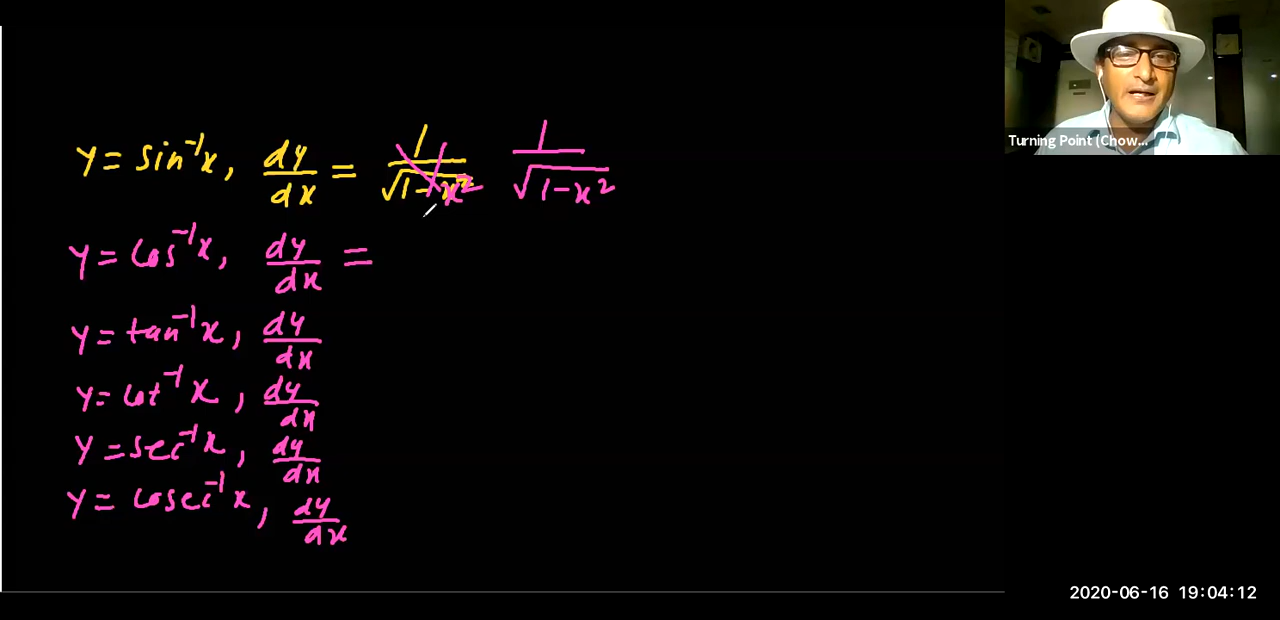 y = sin⁻¹x, dy/dx = 1/√(1-x²) 1/√(1-x²)
y = cos⁻¹x, dy/dx =
y = tan⁻¹x, dy/dx
y = cot⁻¹x, dy/dx
y = sec⁻¹x, dy/dx
y = cosec⁻¹x, dy/dx
Turning Point (Chow...
2020-06-16 19:04:12